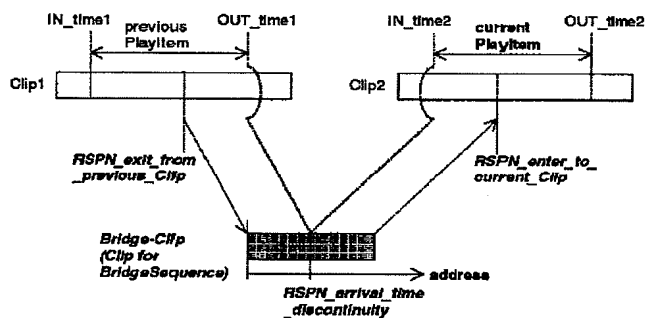 IN_time1
previous
PlayItem
OUT_time1
IN_time2
current
PlayItem
OUT_time2
Clip1
Clip2
RSPN_exit_from
_previous_Clip
RSPN_enter_to_
current_Clip
Bridge-Clip
(Clip for
BridgeSequence)
address
RSPN_arrival_time
_discontinuity